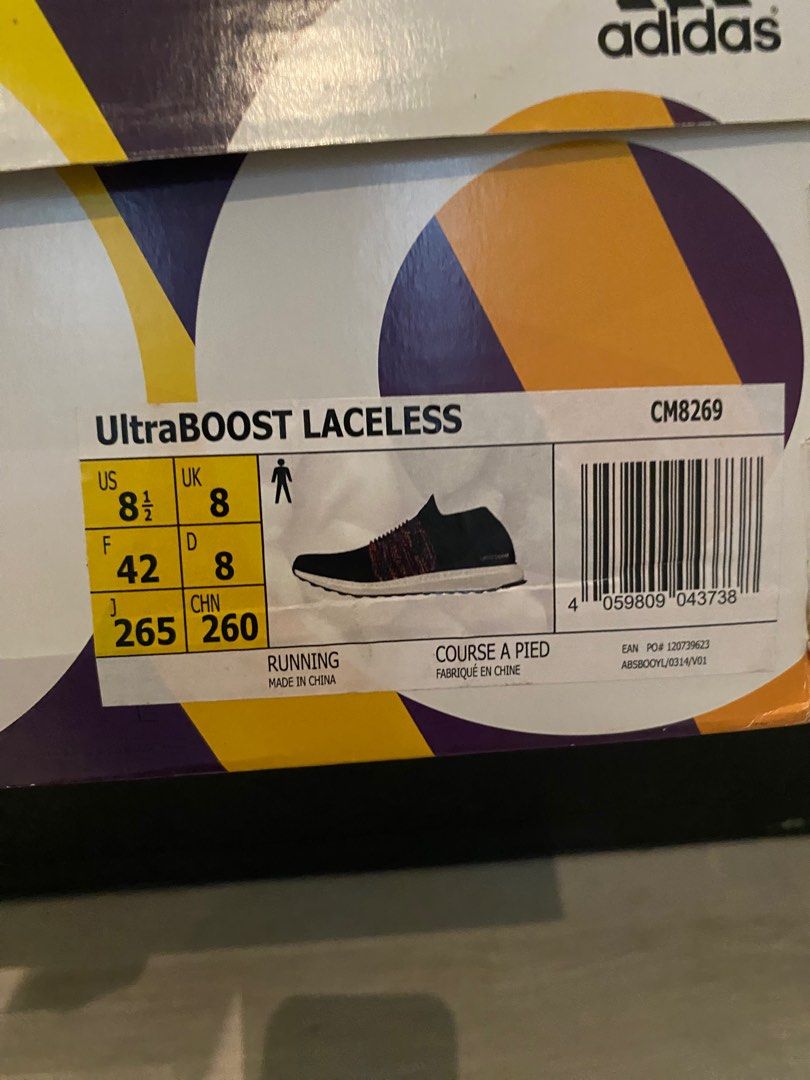 adidas
UltraBOOST LACELESS
CM8269
US 8½ UK 8
F 42 D 8
J 265 CHN 260
4 059809 043738
RUNNING
MADE IN CHINA
COURSE A PIED
FABRIQUÉ EN CHINE
EAN PO# 120739623
ABSBOOYL/0314/V01